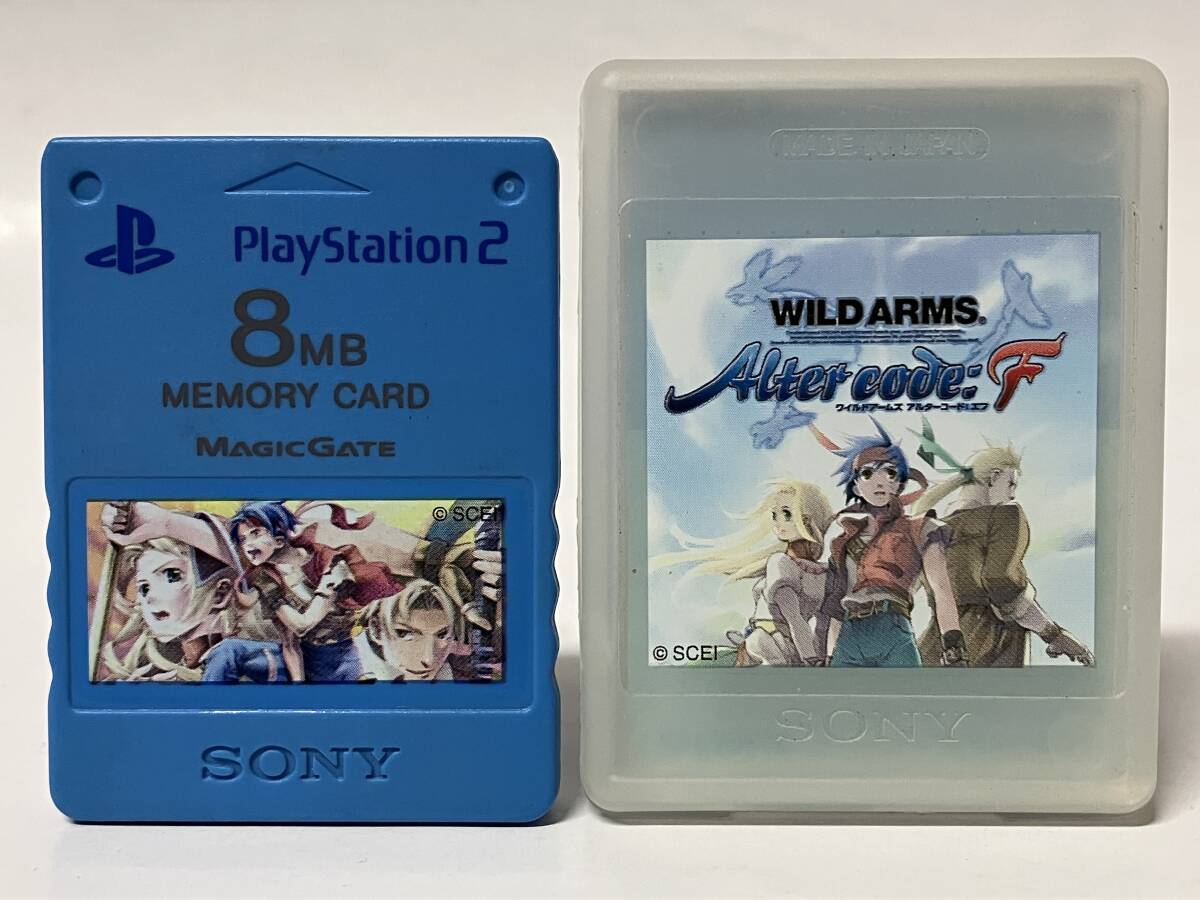 PlayStation 2
8MB
MEMORY CARD
MAGICGATE
© SCEI
SONY
MADE IN JAPAN
WILD ARMS®
Alter code: F
ワイルドアームズ アルターコード:エフ
© SCEI
SONY